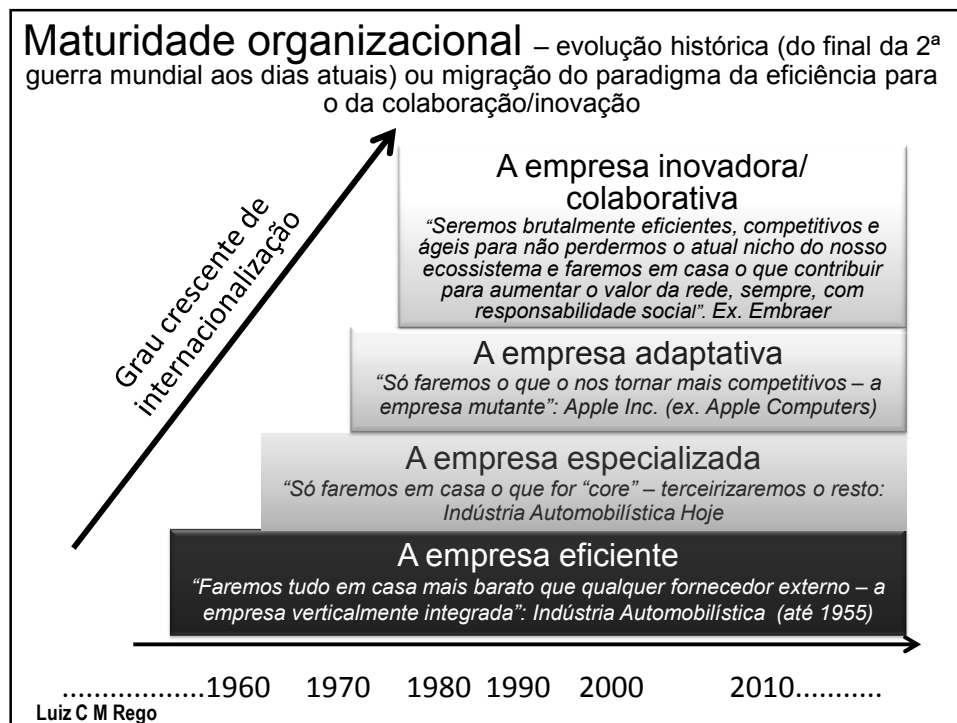 Maturidade organizacional – evolução histórica (do final da 2ª
guerra mundial aos dias atuais) ou migração do paradigma da eficiência para
o da colaboração/inovação
Grau crescente de
internacionalização
A empresa inovadora/
colaborativa
“Seremos brutalmente eficientes, competitivos e
ágeis para não perdermos o atual nicho do nosso
ecossistema e faremos em casa o que contribuir
para aumentar o valor da rede, sempre, com
responsabilidade social”. Ex. Embraer
A empresa adaptativa
“Só faremos o que o nos tornar mais competitivos – a
empresa mutante”: Apple Inc. (ex. Apple Computers)
A empresa especializada
“Só faremos em casa o que for “core” – terceirizaremos o resto:
Indústria Automobilística Hoje
A empresa eficiente
“Faremos tudo em casa mais barato que qualquer fornecedor externo – a
empresa verticalmente integrada”: Indústria Automobilística (até 1955)
..................1960 1970 1980 1990 2000 2010...........
Luiz C M Rego